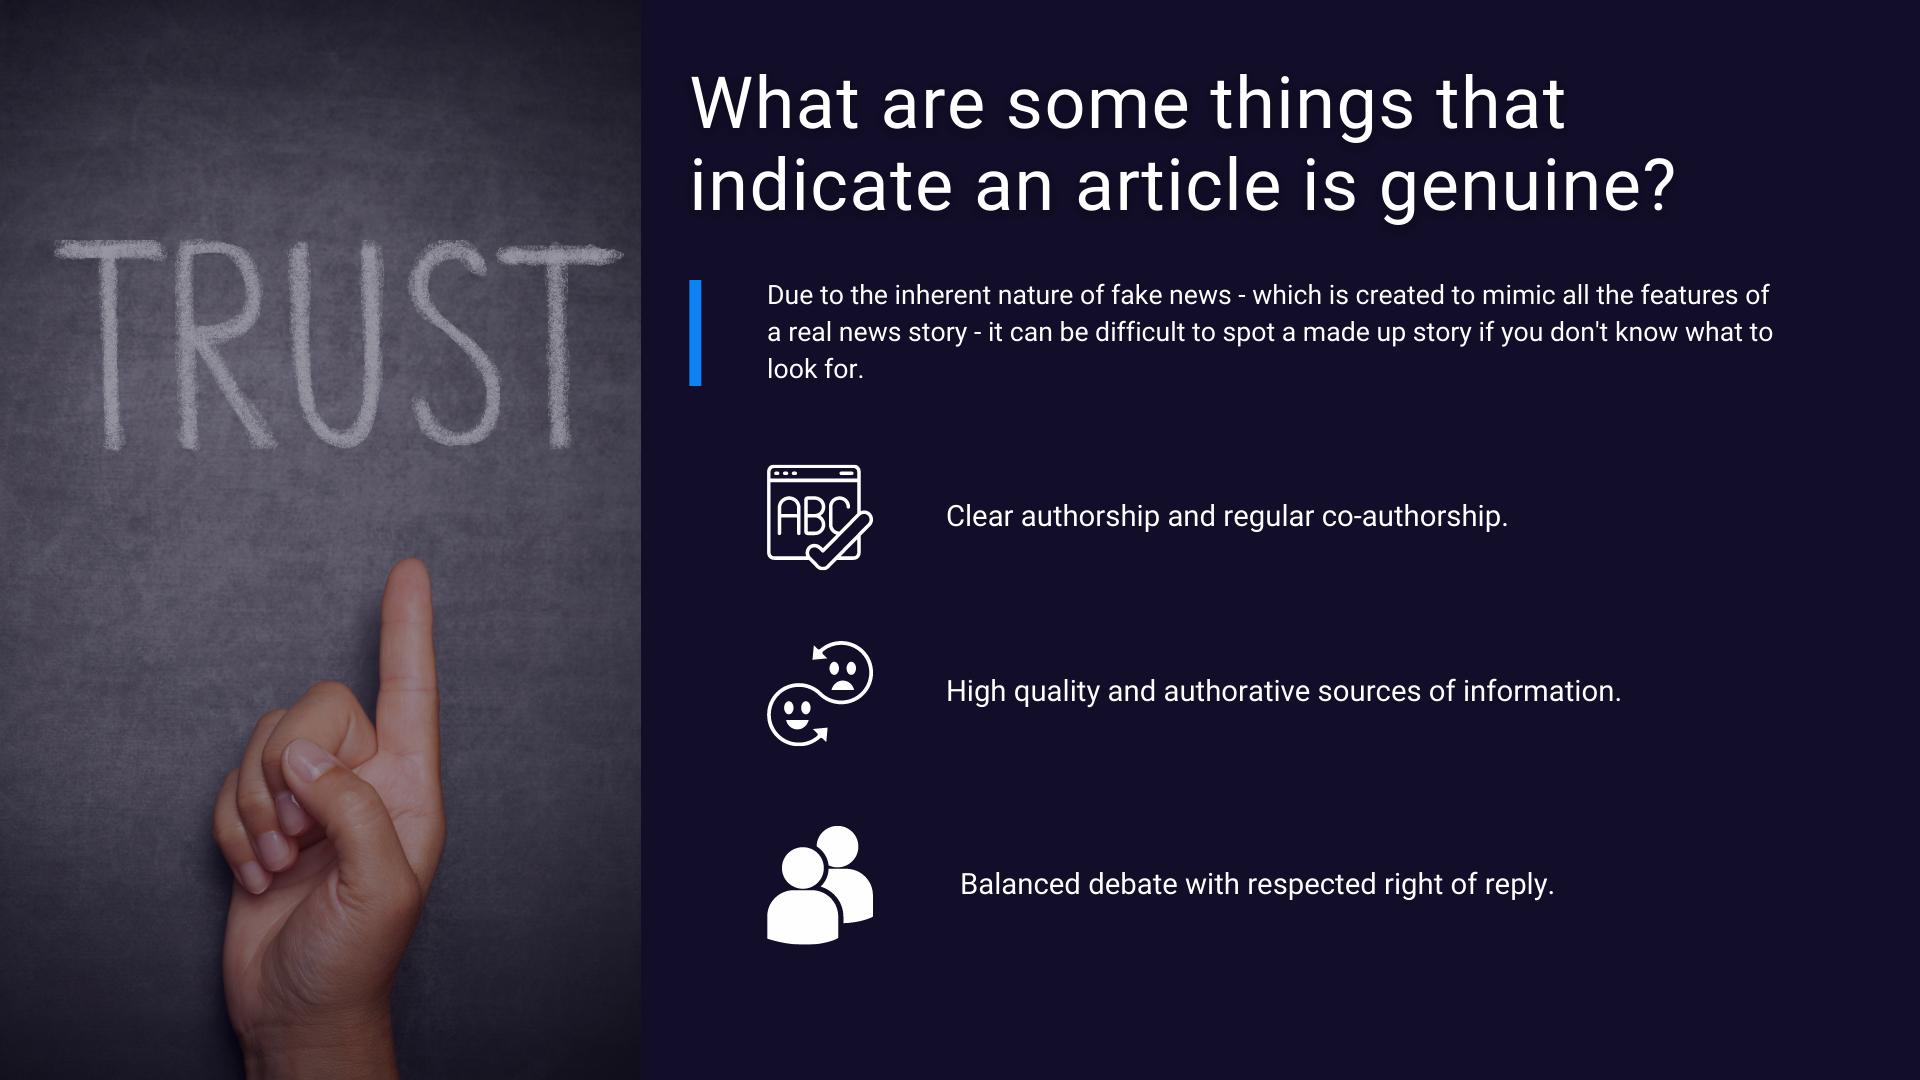 TRUST
What are some things that
indicate an article is genuine?
Due to the inherent nature of fake news - which is created to mimic all the features of
a real news story - it can be difficult to spot a made up story if you don't know what to
look for.
ABC
Clear authorship and regular co-authorship.
High quality and authorative sources of information.
Balanced debate with respected right of reply.